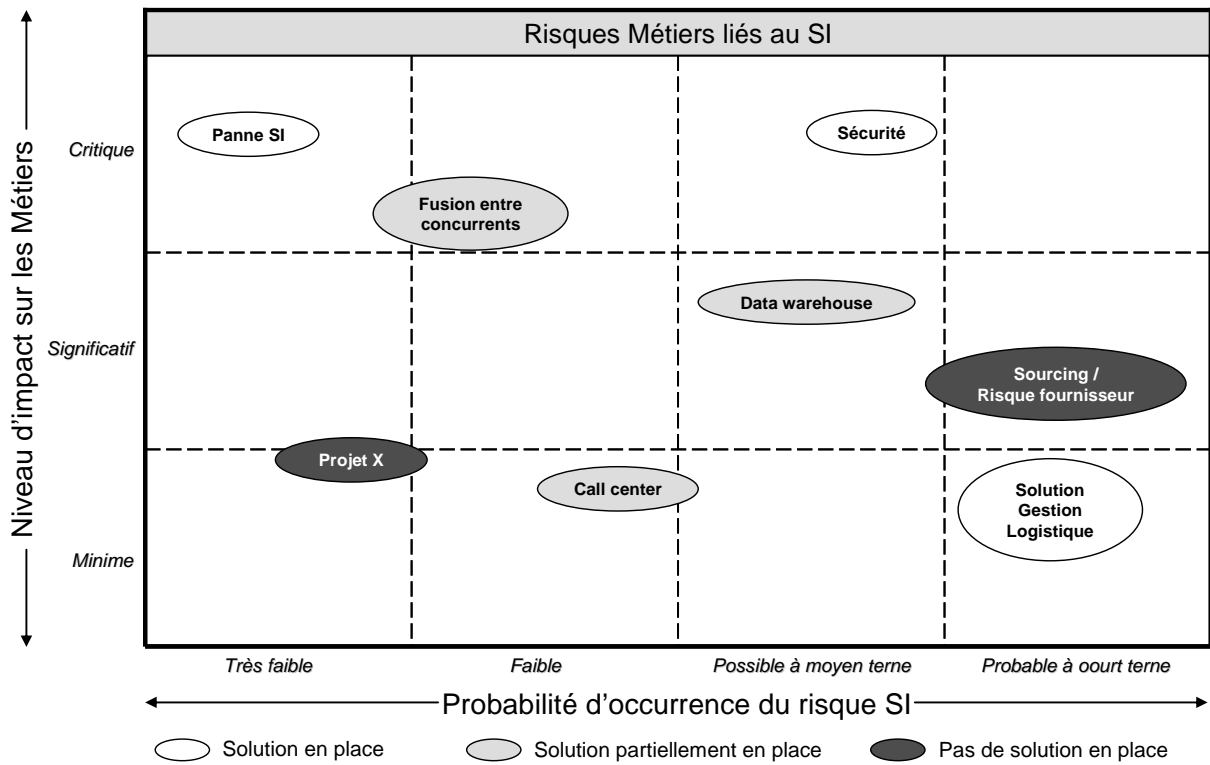 Risques Métiers liés au SI
Niveau d'impact sur les Métiers
Critique
Panne SI
Sécurité
Fusion entre
concurrents
Significatif
Data warehouse
Sourcing /
Risque fournisseur
Minime
Projet X
Call center
Solution
Gestion
Logistique
Très faible
Faible
Possible à moyen terne
Probable à oourt terne
Probabilité d'occurrence du risque SI
Solution en place
Solution partiellement en place
Pas de solution en place